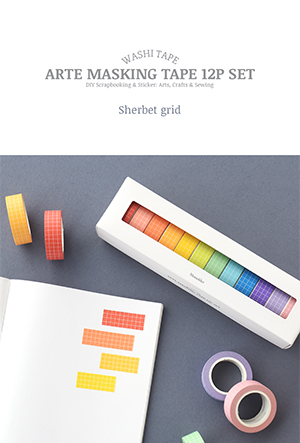 WASHI TAPE
ARTE MASKING TAPE 12P SET
DIY Scrapbooking & Sticker: Arts, Crafts & Sewing
Sherbet grid